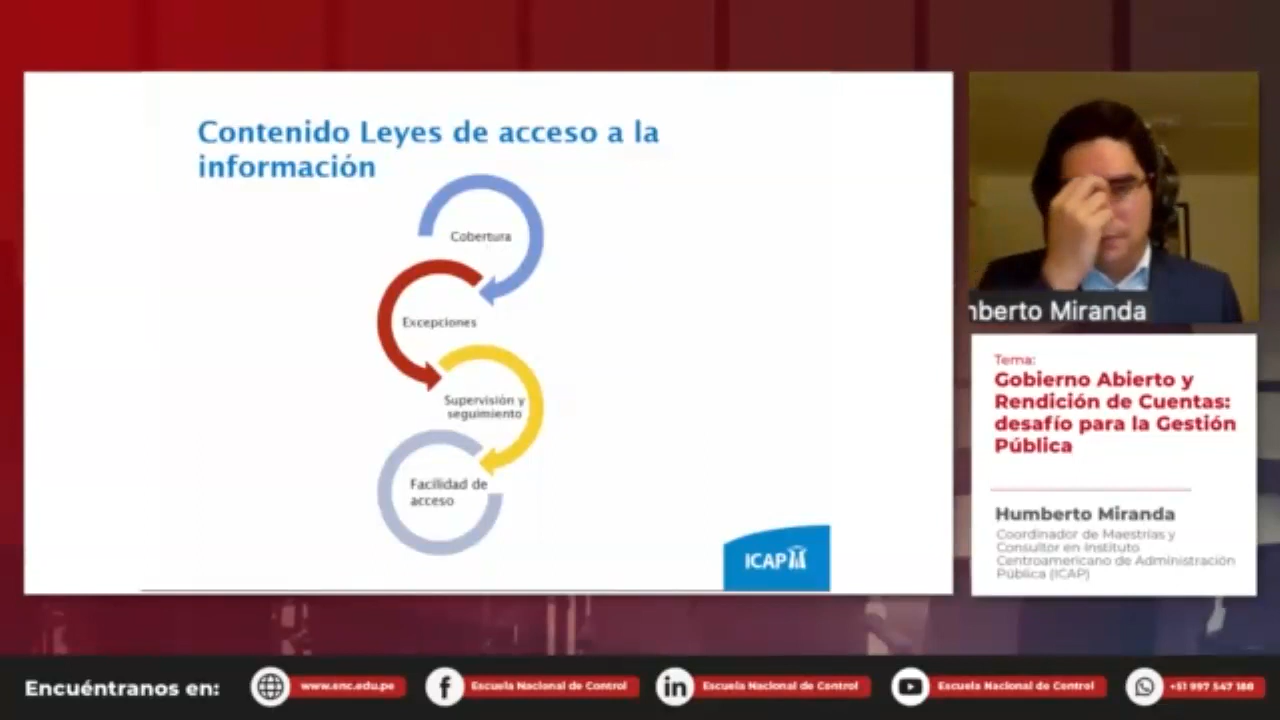 Contenido Leyes de acceso a la
información
Cobertura
Excepciones
Supervisión y
seguimiento
Facilidad de
acceso
ICAP
nberto Miranda
Tema:
Gobierno Abierto y
Rendición de Cuentas:
desafío para la Gestión
Pública
Humberto Miranda
Coordinador de Maestrías y
Consultor en Instituto
Centroamericano de Administración
Pública (ICAP)
Encuéntranos en:
www.enc.edu.pe
Escuela Nacional de Control
Escuela Nacional de Control
Escuela Nacional de Control
+51 997 547 188